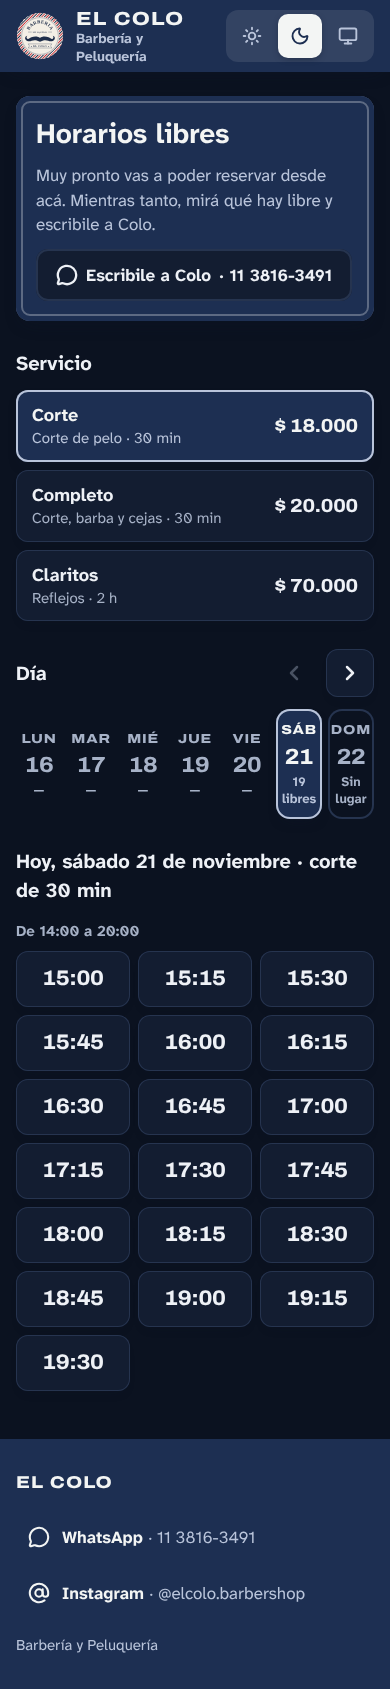 EL COLO
Barbería y
Peluquería
Horarios libres
Muy pronto vas a poder reservar desde
acá. Mientras tanto, mirá qué hay libre y
escribile a Colo.
Escribile a Colo · 11 3816-3491
Servicio
Corte
Corte de pelo · 30 min
$ 18.000
Completo
Corte, barba y cejas · 30 min
$ 20.000
Claritos
Reflejos · 2 h
$ 70.000
Día
LUN MAR MIÉ JUE VIE SÁB DOM
16 17 18 19 20 21 22
– – – – – 19 libres Sin lugar
Hoy, sábado 21 de noviembre · corte
de 30 min
De 14:00 a 20:00
15:00 15:15 15:30
15:45 16:00 16:15
16:30 16:45 17:00
17:15 17:30 17:45
18:00 18:15 18:30
18:45 19:00 19:15
19:30
EL COLO
WhatsApp · 11 3816-3491
Instagram · @elcolo.barbershop
Barbería y Peluquería